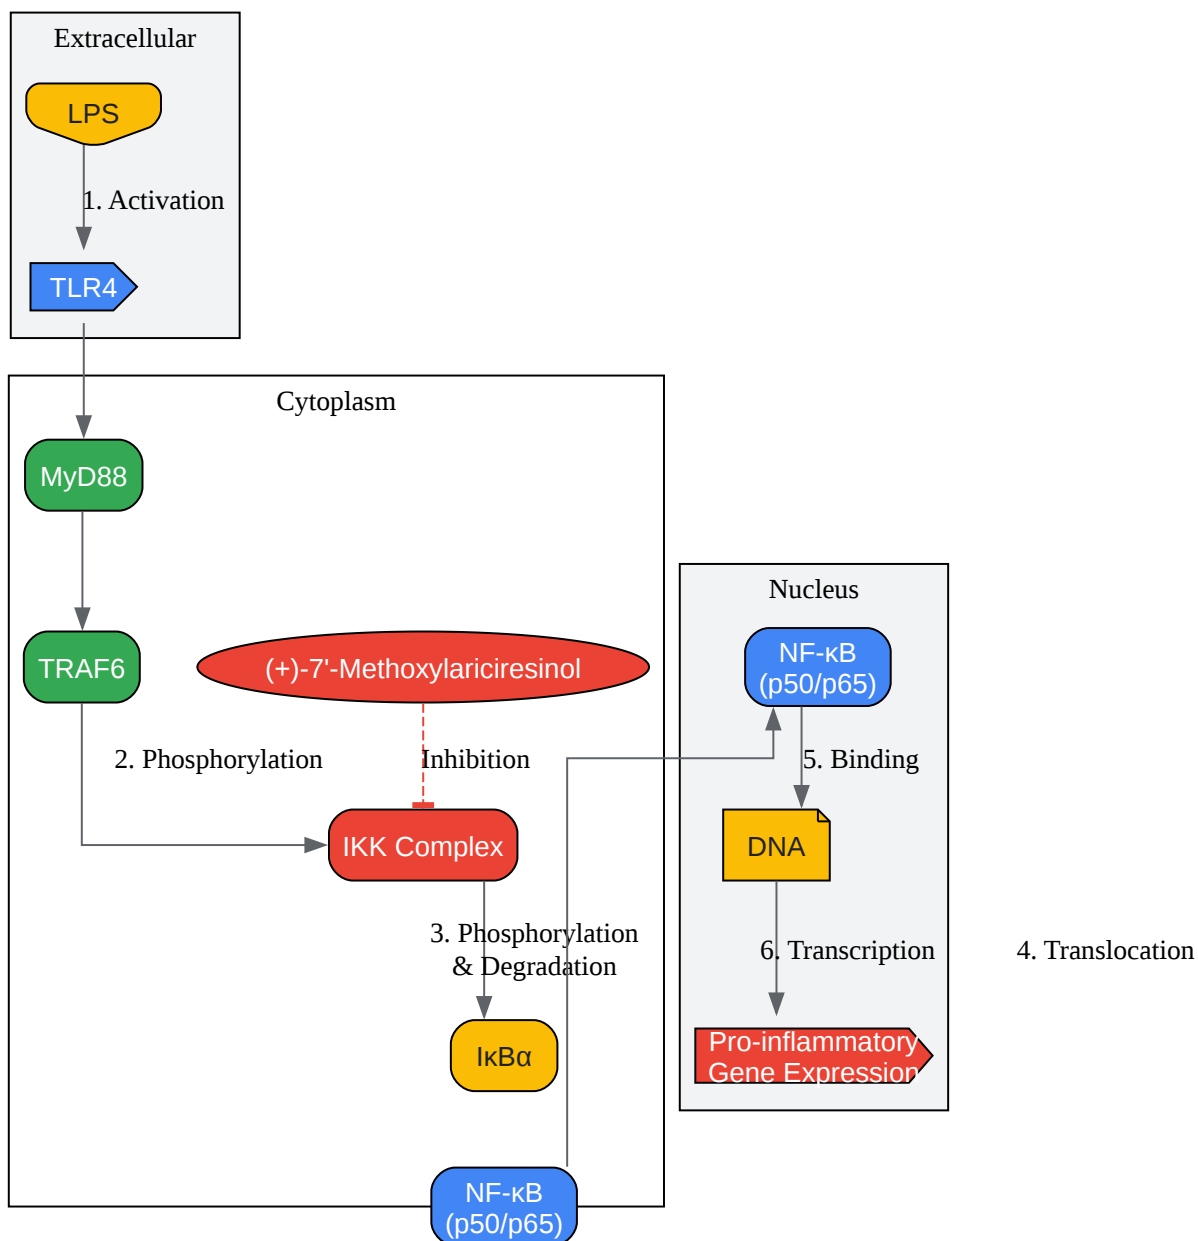 Extracellular
LPS
1. Activation
TLR4
Cytoplasm
MyD88
TRAF6
(+)-7'-Methoxylariciresinol
2. Phosphorylation
Inhibition
IKK Complex
3. Phosphorylation
& Degradation
IκBα
NF-κB
(p50/p65)
Nucleus
NF-κB
(p50/p65)
5. Binding
DNA
6. Transcription
4. Translocation
Pro-inflammatory
Gene Expression